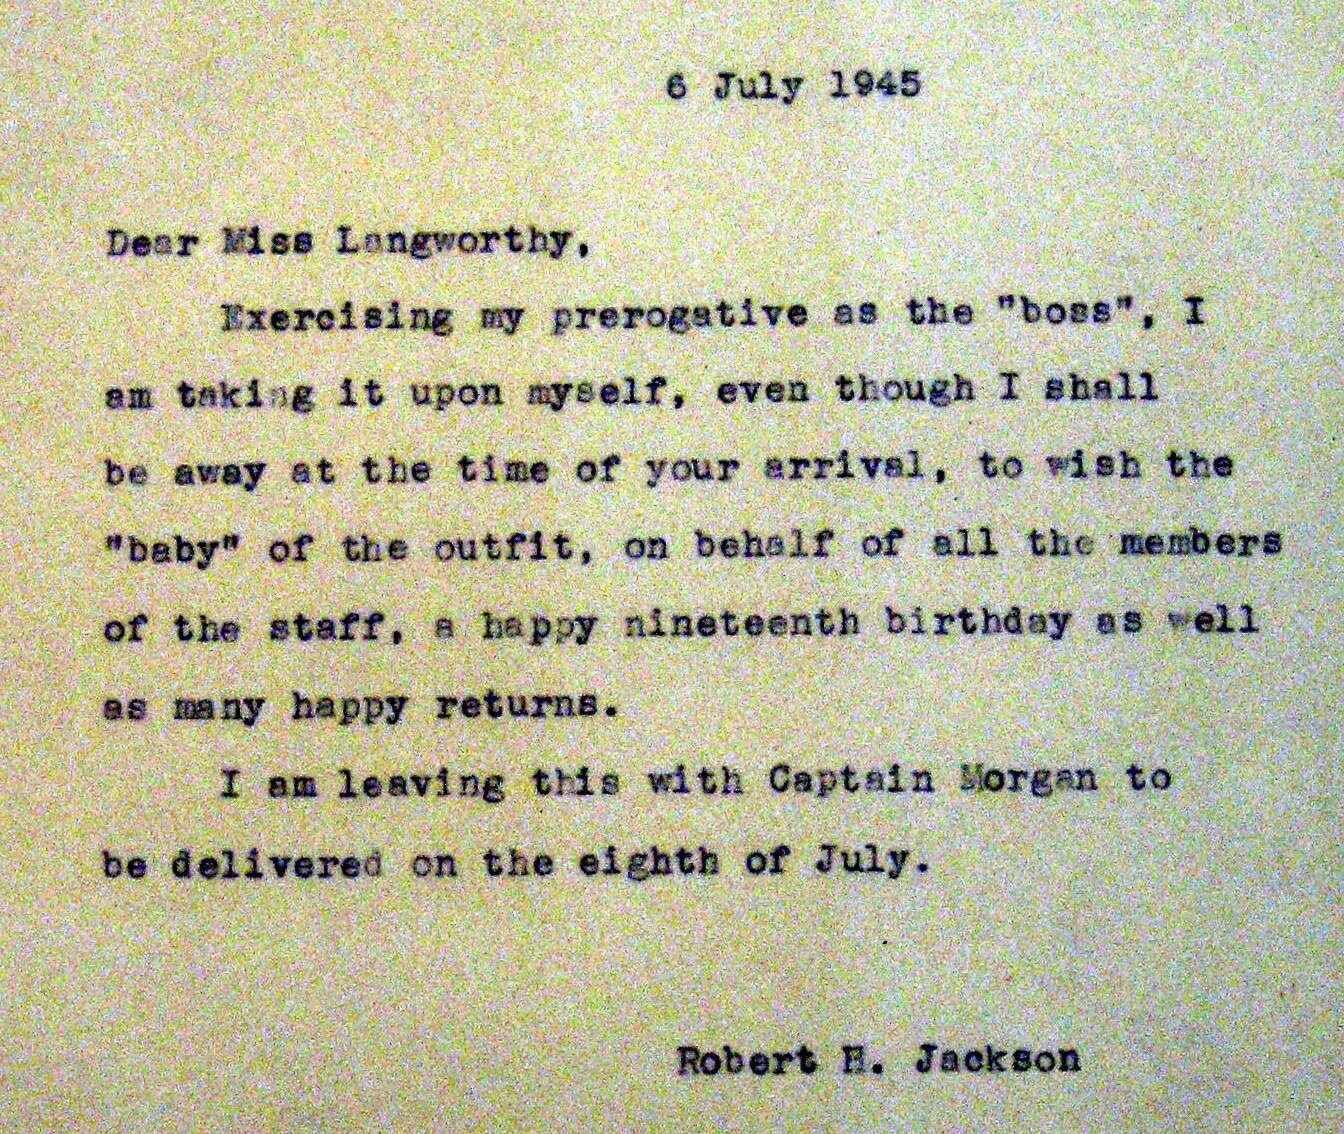 6 July 1945
Dear Miss Langworthy,
Exercising my prerogative as the "boss", I
am taking it upon myself, even though I shall
be away at the time of your arrival, to wish the
"baby" of the outfit, on behalf of all the members
of the staff, a happy nineteenth birthday as well
as many happy returns.
I am leaving this with Captain Morgan to
be delivered on the eighth of July.
Robert H. Jackson